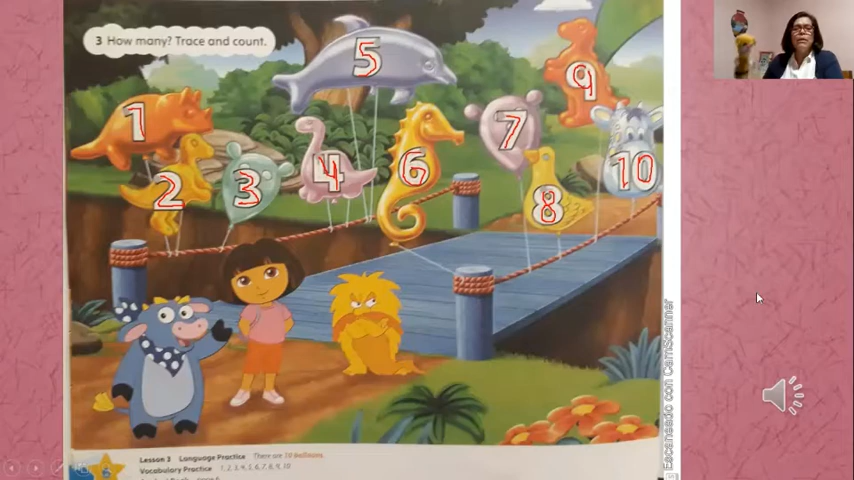 3 How many? Trace and count.
5
9
1
7
4
6
2
3
10
8
Lesson 3 Language Practice There are 10 balloons.
Vocabulary Practice 1, 2, 3, 4, 5, 6, 7, 8, 9, 10
Escaneado con CamScanner